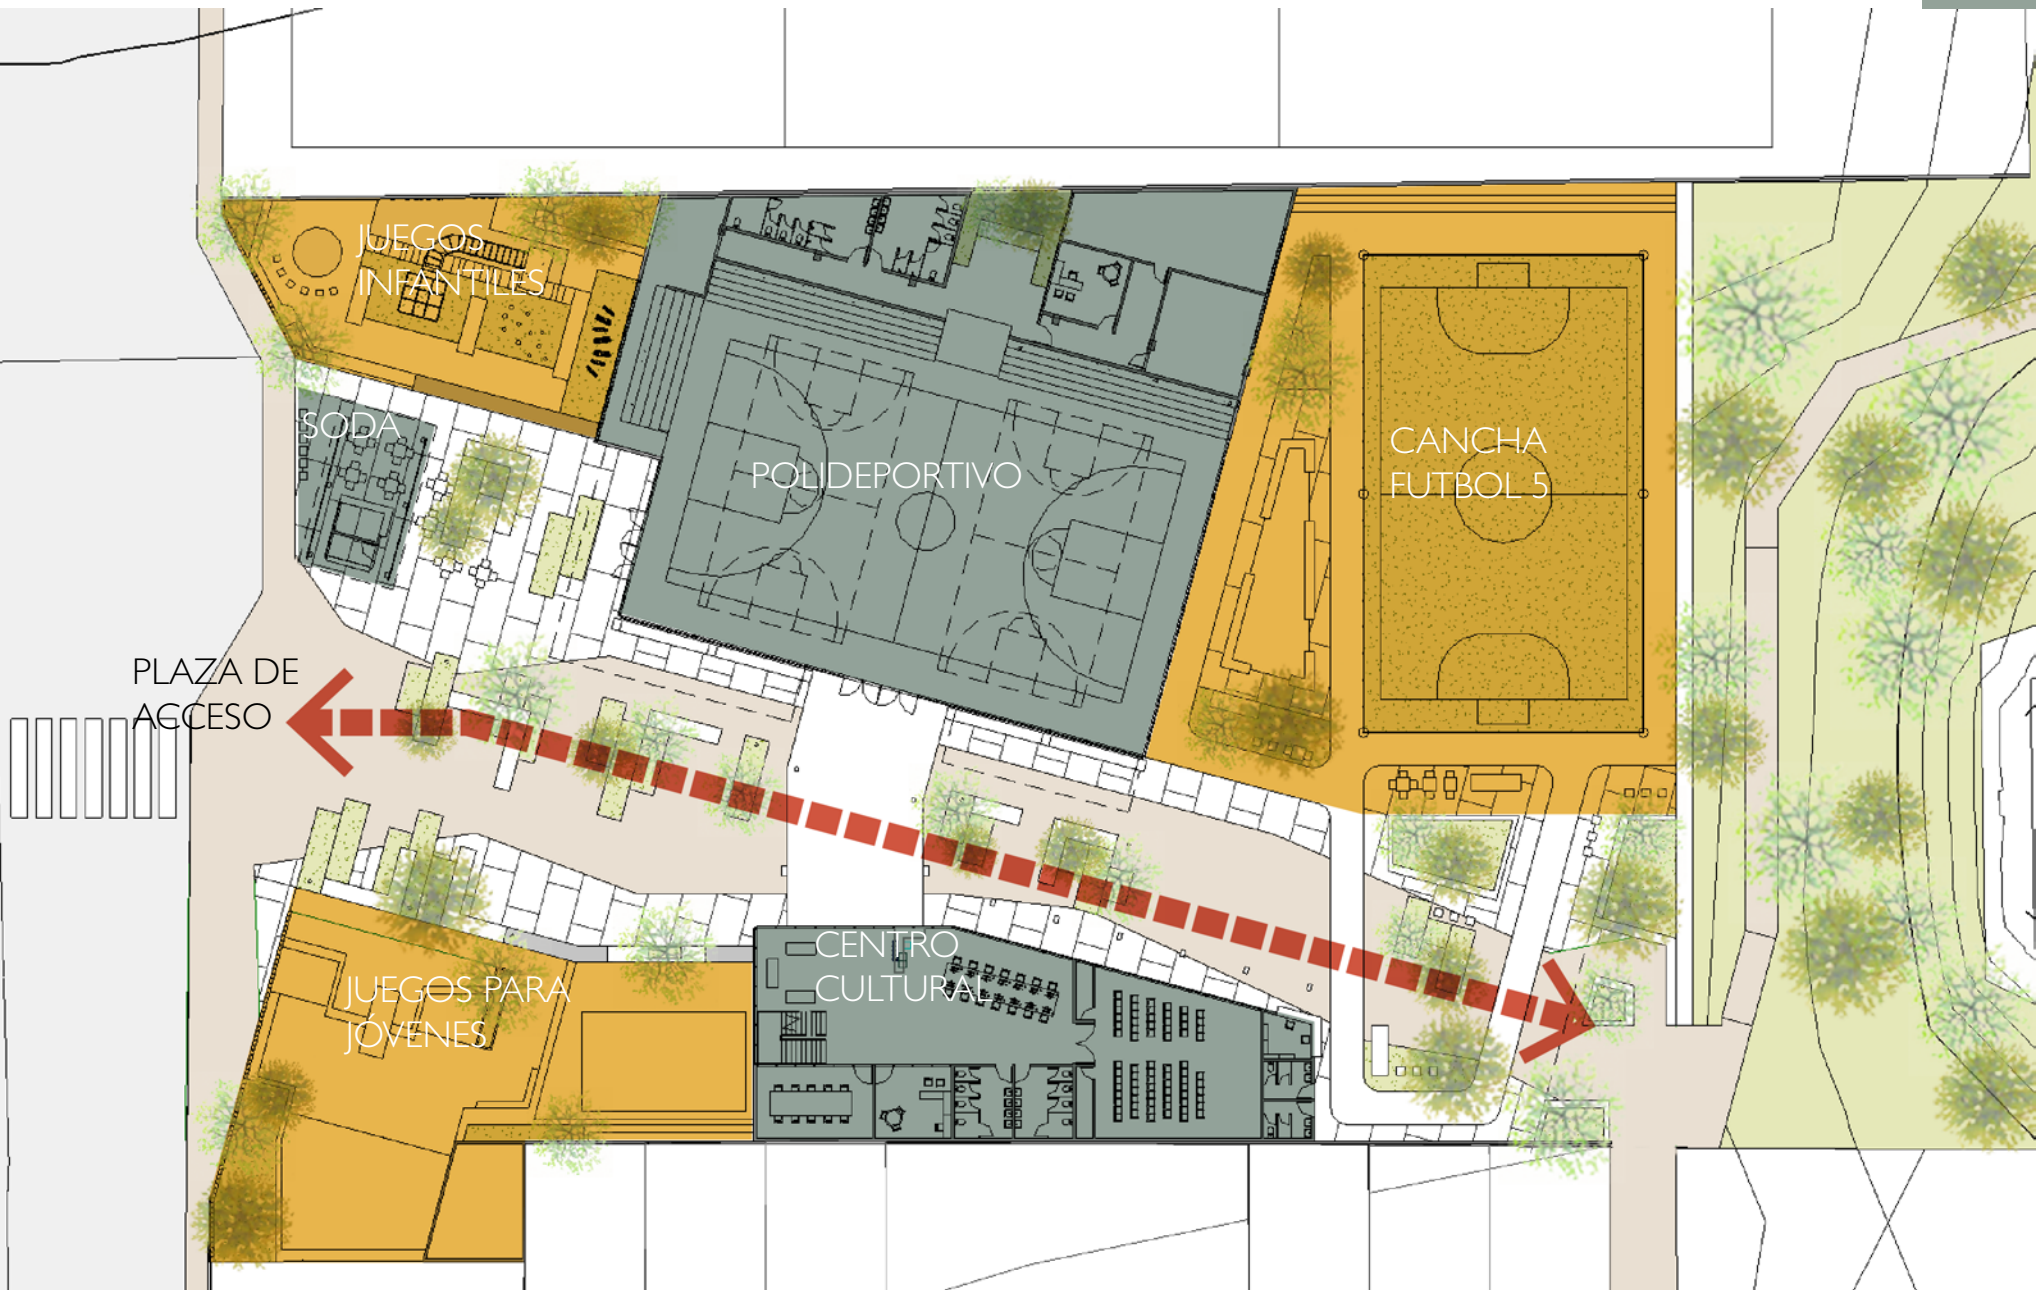 JUEGOS
INFANTILES
SODA
POLIDEPORTIVO
CANCHA
FUTBOL 5
PLAZA DE
ACCESO
CENTRO
CULTURAL
JUEGOS PARA
JÓVENES